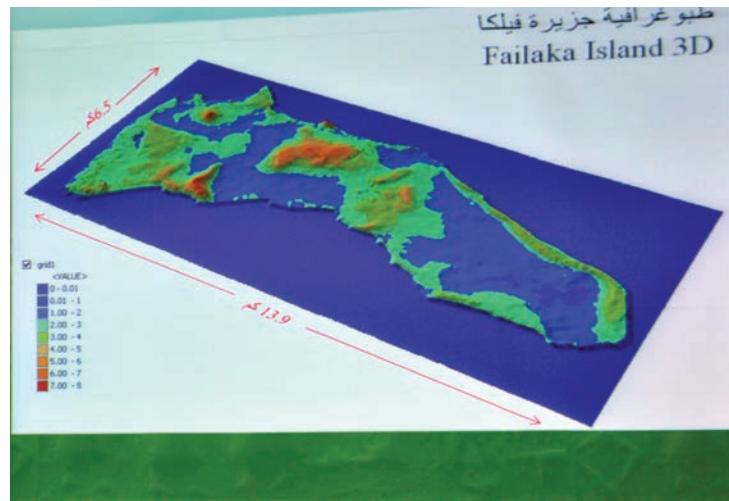 طبوغرافية جزيرة فيلكا
Failaka Island 3D
6.5كم
13.9 كم
grid1
<VALUE>
0 - 0.01
0.01 - 1
1.00 - 2
2.00 - 3
3.00 - 4
4.00 - 5
5.00 - 6
6.00 - 7
7.00 - 8